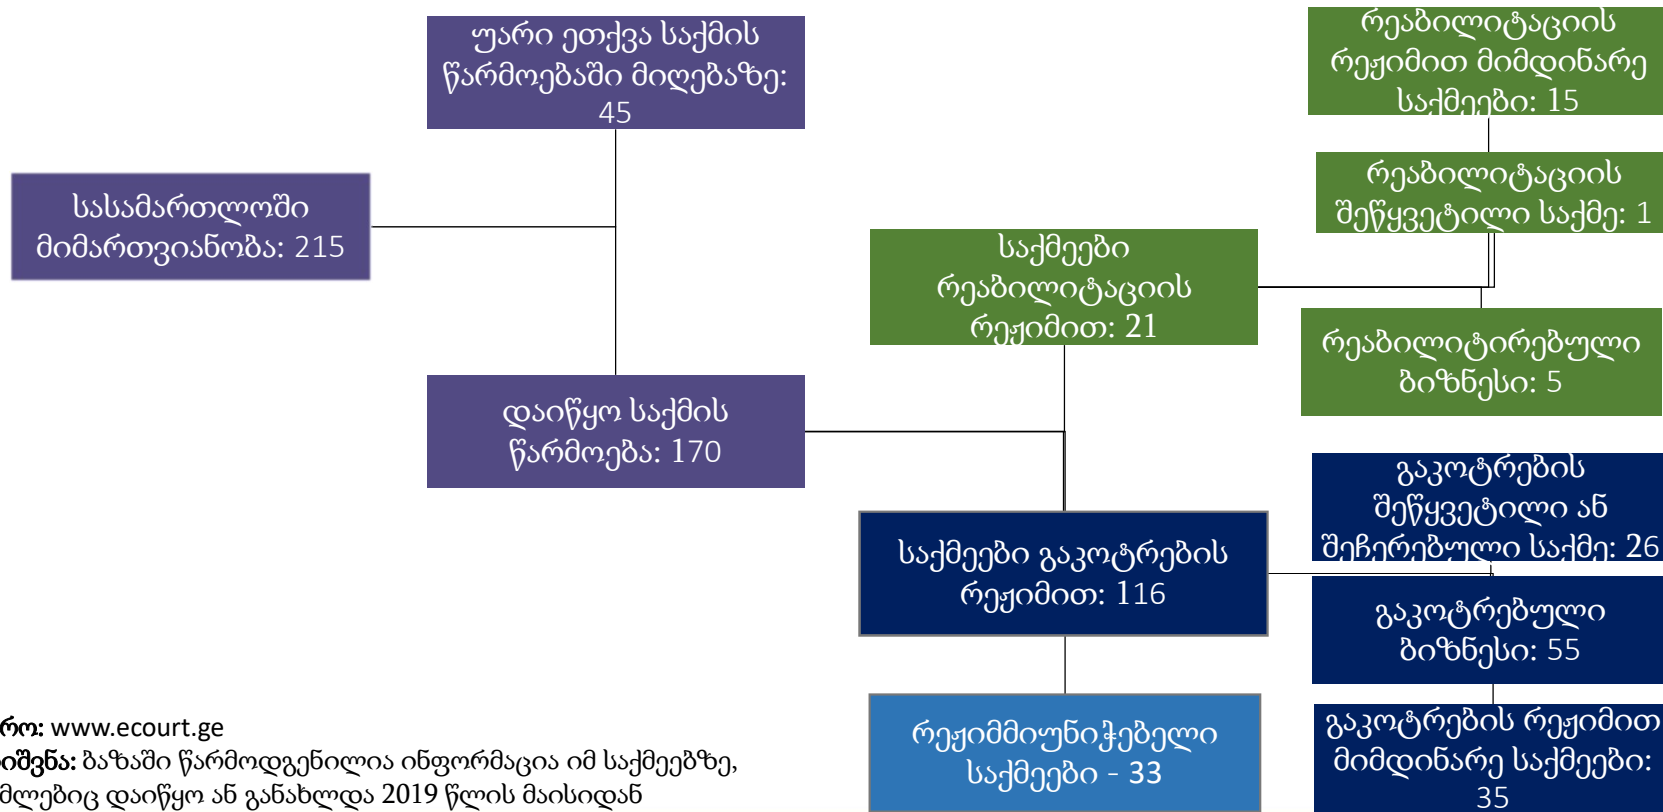 უარი ეთქვა საქმის
წარმოებაში მიღებაზე:
45
სასამართლოში
მიმართვიანობა: 215
დაიწყო საქმის
წარმოება: 170
საქმეები
რეაბილიტაციის
რეჟიმით: 21
რეაბილიტაციის
რეჟიმით მიმდინარე
საქმეები: 15
რეაბილიტაციის
შეწყვეტილი საქმე: 1
რეაბილიტირებული
ბიზნესი: 5
საქმეები გაკოტრების
რეჟიმით: 116
გაკოტრების
შეწყვეტილი ან
შეჩერებული საქმე: 26
გაკოტრებული
ბიზნესი: 55
გაკოტრების რეჟიმით
მიმდინარე საქმეები:
35
რეჟიმმიუნიჭებელი
საქმეები - 33
რო: www.ecourt.ge
იშვნა: ბაზაში წარმოდგენილია ინფორმაცია იმ საქმეებზე,
მლებიც დაიწყო ან განახლდა 2019 წლის მაისიდან